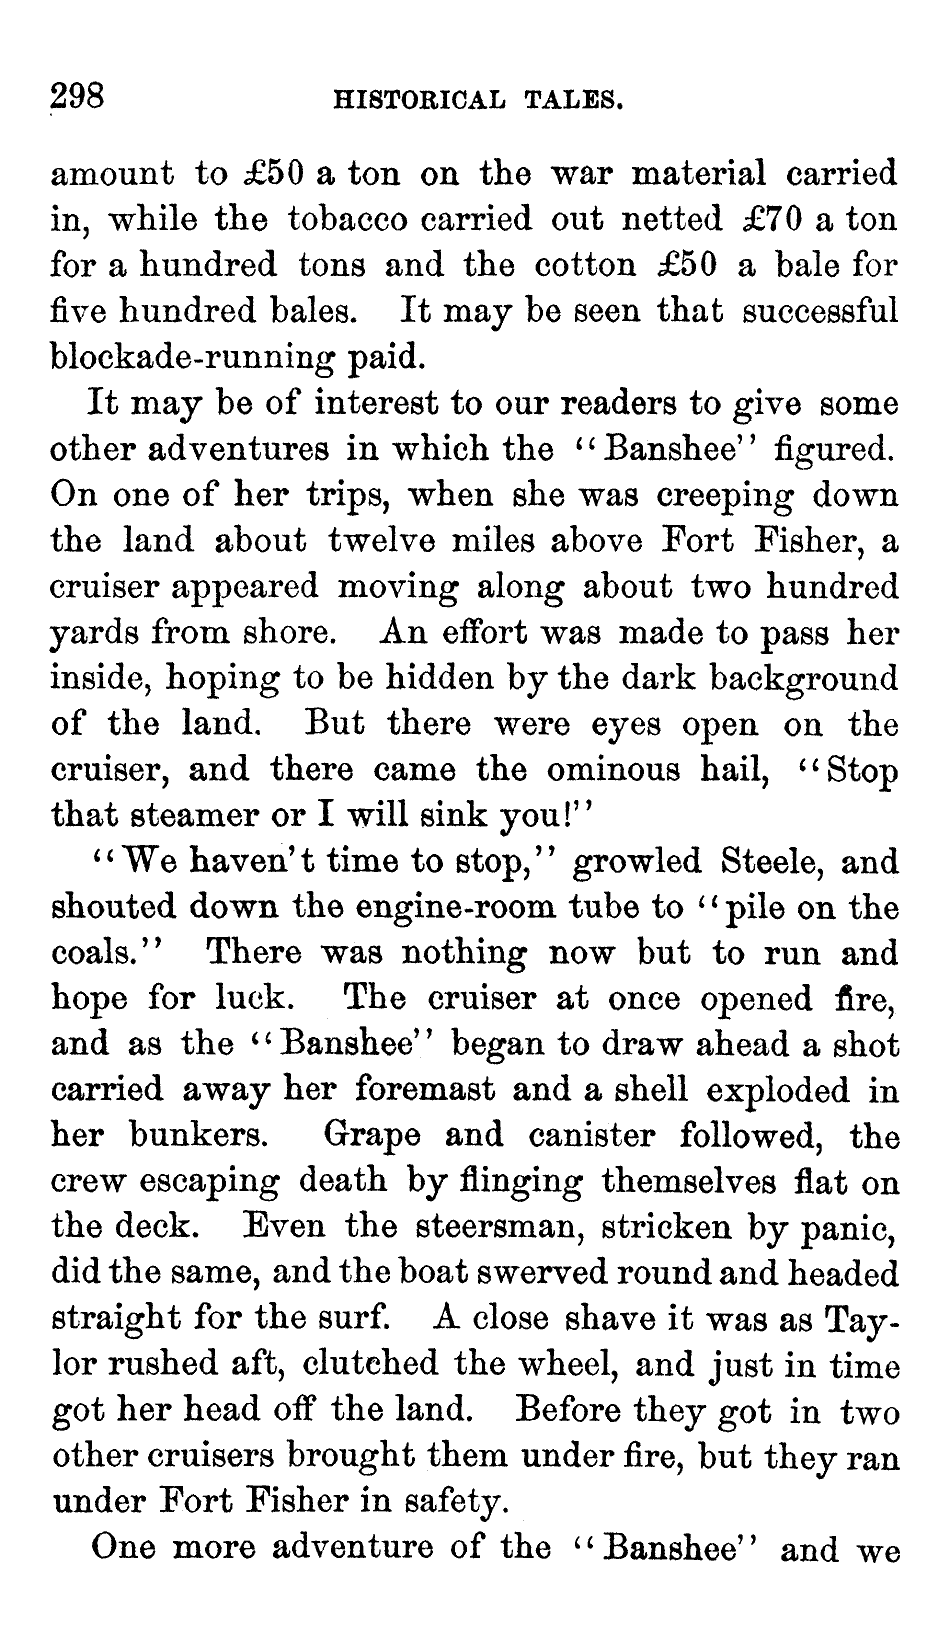 298 HISTORICAL TALES.
amount to £50 a ton on the war material carried
in, while the tobacco carried out netted £70 a ton
for a hundred tons and the cotton £50 a bale for
five hundred bales. It may be seen that successful
blockade-running paid.
It may be of interest to our readers to give some
other adventures in which the “Banshee” figured.
On one of her trips, when she was creeping down
the land about twelve miles above Fort Fisher, a
cruiser appeared moving along about two hundred
yards from shore. An effort was made to pass her
inside, hoping to be hidden by the dark background
of the land. But there were eyes open on the
cruiser, and there came the ominous hail, “Stop
that steamer or I will sink you!”
“We haven’t time to stop,” growled Steele, and
shouted down the engine-room tube to “pile on the
coals.” There was nothing now but to run and
hope for luck. The cruiser at once opened fire,
and as the “Banshee” began to draw ahead a shot
carried away her foremast and a shell exploded in
her bunkers. Grape and canister followed, the
crew escaping death by flinging themselves flat on
the deck. Even the steersman, stricken by panic,
did the same, and the boat swerved round and headed
straight for the surf. A close shave it was as Tay-
lor rushed aft, clutched the wheel, and just in time
got her head off the land. Before they got in two
other cruisers brought them under fire, but they ran
under Fort Fisher in safety.
One more adventure of the “Banshee” and we